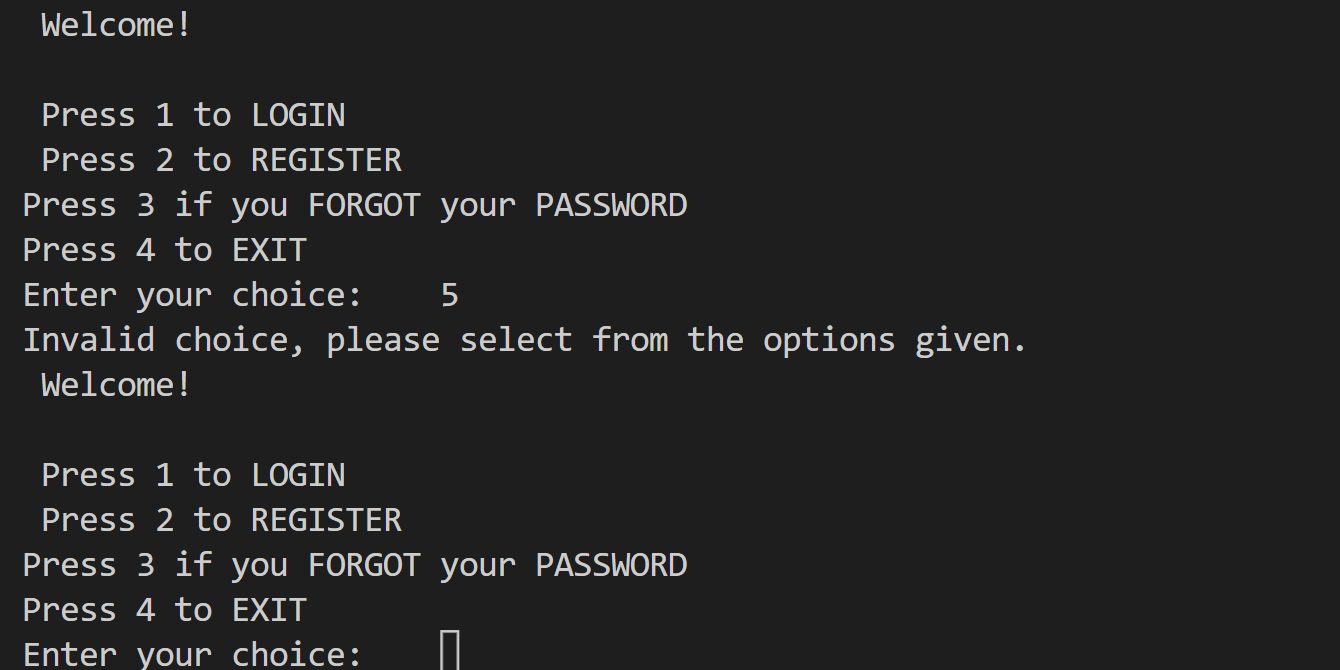 Welcome!
Press 1 to LOGIN
Press 2 to REGISTER
Press 3 if you FORGOT your PASSWORD
Press 4 to EXIT
Enter your choice:    5
Invalid choice, please select from the options given.
Welcome!
Press 1 to LOGIN
Press 2 to REGISTER
Press 3 if you FORGOT your PASSWORD
Press 4 to EXIT
Enter your choice: